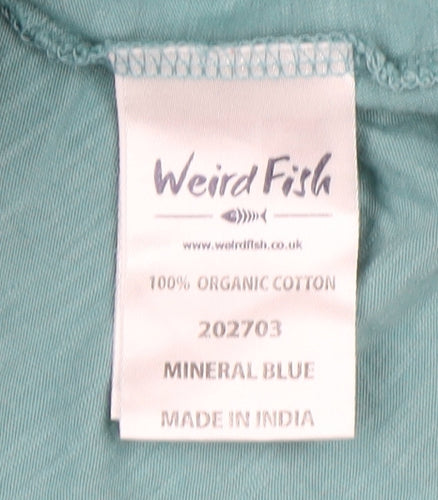 Weird Fish
www.weirdfish.co.uk
100% ORGANIC COTTON
202703
MINERAL BLUE
MADE IN INDIA